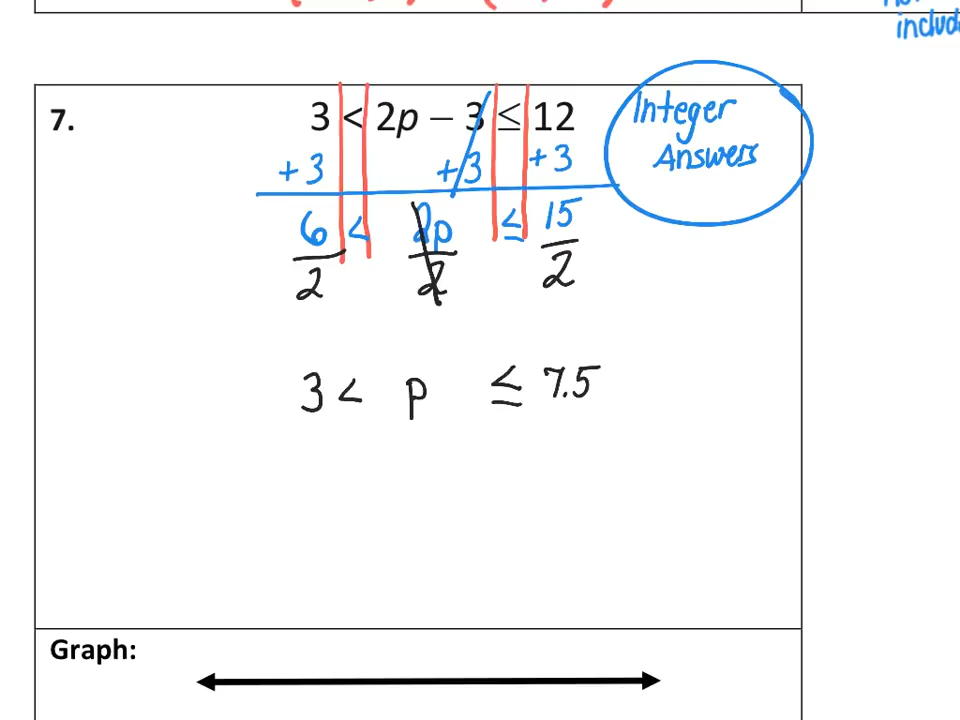 includ
7.
3 < 2p − 3 ≤ 12
+3 +3 +3
Integer
Answers
6 < 2p ≤ 15
2 2 2
3 < p ≤ 7.5
Graph: